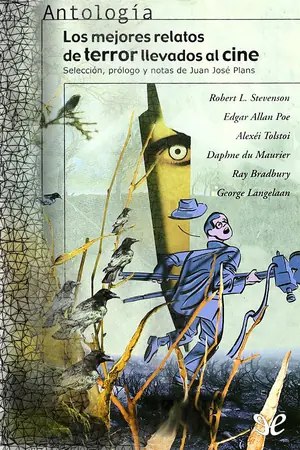 Antología
Los mejores relatos
de terror llevados al cine
Selección, prólogo y notas de Juan José Plans
Robert L. Stevenson
Edgar Allan Poe
Alexéi Tolstoi
Daphne du Maurier
Ray Bradbury
George Langelaan